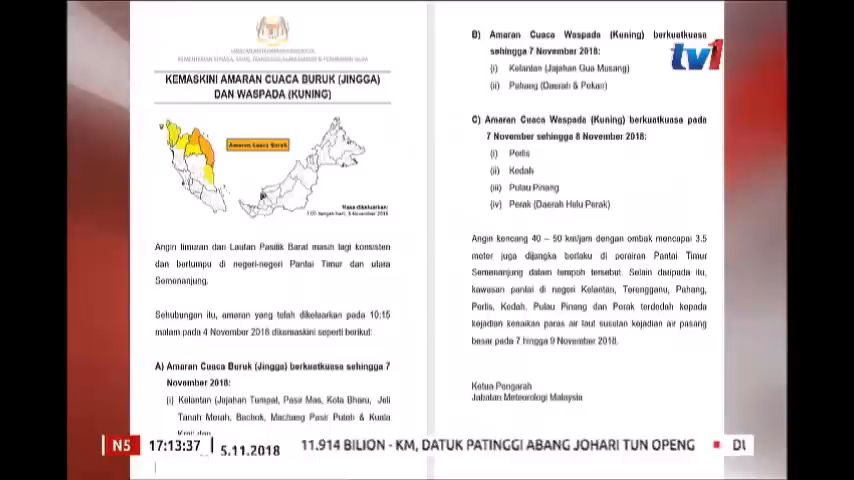 KEMASKINI AMARAN CUACA BURUK (JINGGA)
DAN WASPADA (KUNING)
Amaran Cuaca Buruk
Masa dikeluarkan:
Angin timuran dari Lautan Pasifik Barat masih lagi konsisten
dan bertumpu di negeri-negeri Pantai Timur dan utara
Semenanjung.
Sehubungan itu, amaran yang telah dikeluarkan pada 10:15
malam pada 4 November 2018 dikemaskini seperti berikut:
A) Amaran Cuaca Buruk (Jingga) berkuatkuasa sehingga 7
November 2018:
(i) Kelantan (Jajahan Tumpat, Pasir Mas, Kota Bharu, Jeli
Tanah Merah, Bachok, Machang Pasir Puteh & Kuala
B) Amaran Cuaca Waspada (Kuning) berkuatkuasa
sehingga 7 November 2018:
(i) Kelantan (Jajahan Gua Musang)
(ii) Pahang (Daerah & Pekan)
C) Amaran Cuaca Waspada (Kuning) berkuatkuasa pada
7 November sehingga 8 November 2018:
(i) Perlis
(ii) Kedah
(iii) Pulau Pinang
(iv) Perak (Daerah Hulu Perak)
Angin kencang 40 – 50 km/jam dengan ombak mencapai 3.5
meter juga dijangka berlaku di perairan Pantai Timur
Semenanjung dalam tempoh tersebut. Selain daripada itu,
kawasan pantai di negeri Kelantan, Terengganu, Pahang,
Perlis, Kedah, Pulau Pinang dan Perak terdedah kepada
kejadian kenaikan paras air laut susulan kejadian air pasang
besar pada 7 hingga 9 November 2018.
Ketua Pengarah
Jabatan Meteorologi Malaysia
tv1
N5 17:13:37 5.11.2018 11.914 BILION - KM, DATUK PATINGGI ABANG JOHARI TUN OPENG